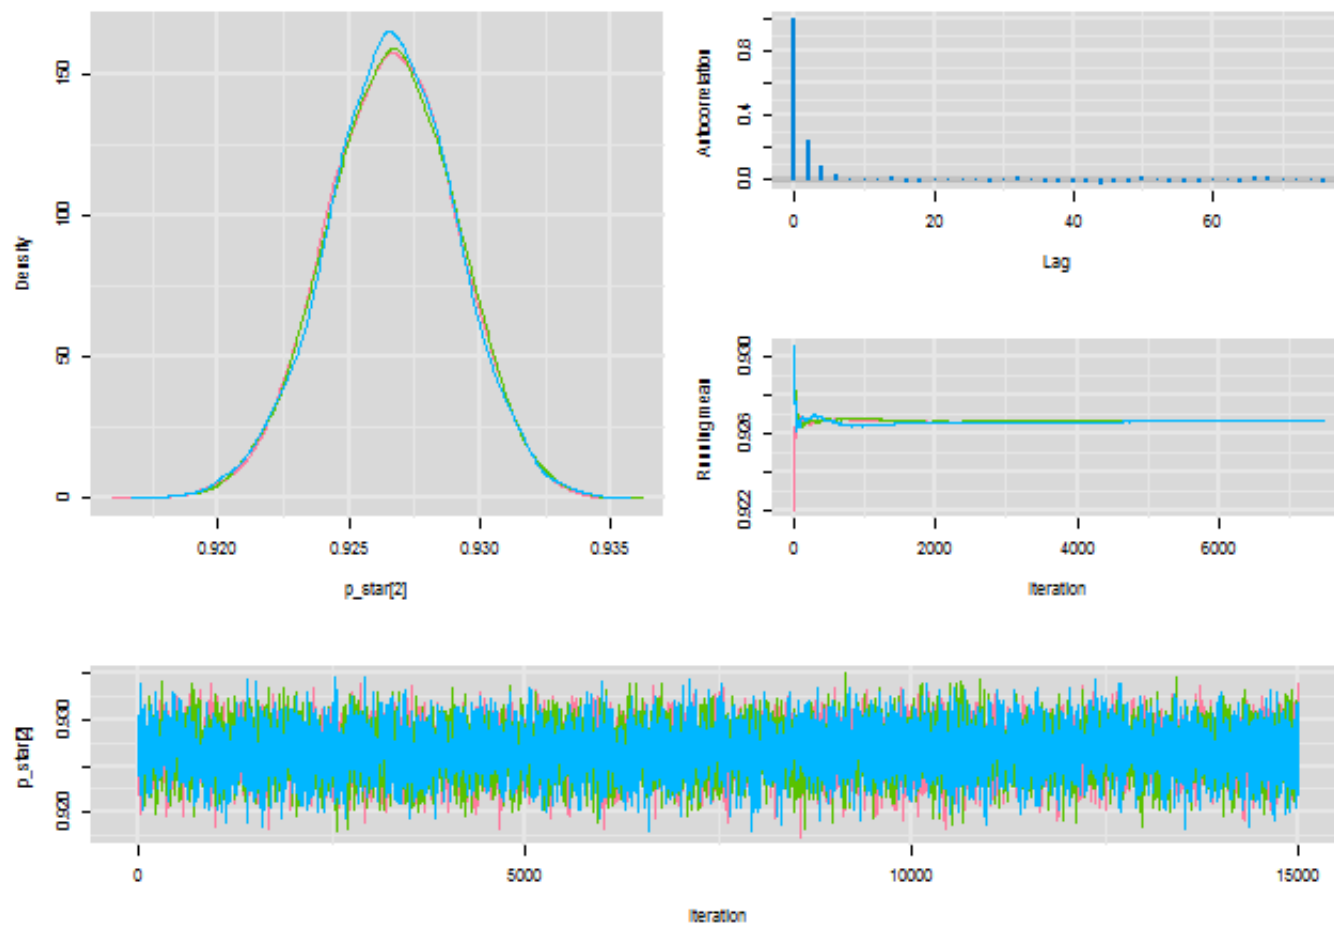 Density
150
100
50
0
0.920 0.925 0.930 0.935
p_star[2]
Autocorrelation
0.8
0.4
0.0
0 20 40 60
Lag
Running mean
0.930
0.926
0.922
0 2000 4000 6000
Iteration
p_star[2]
0.930
0.920
0 5000 10000 15000
Iteration